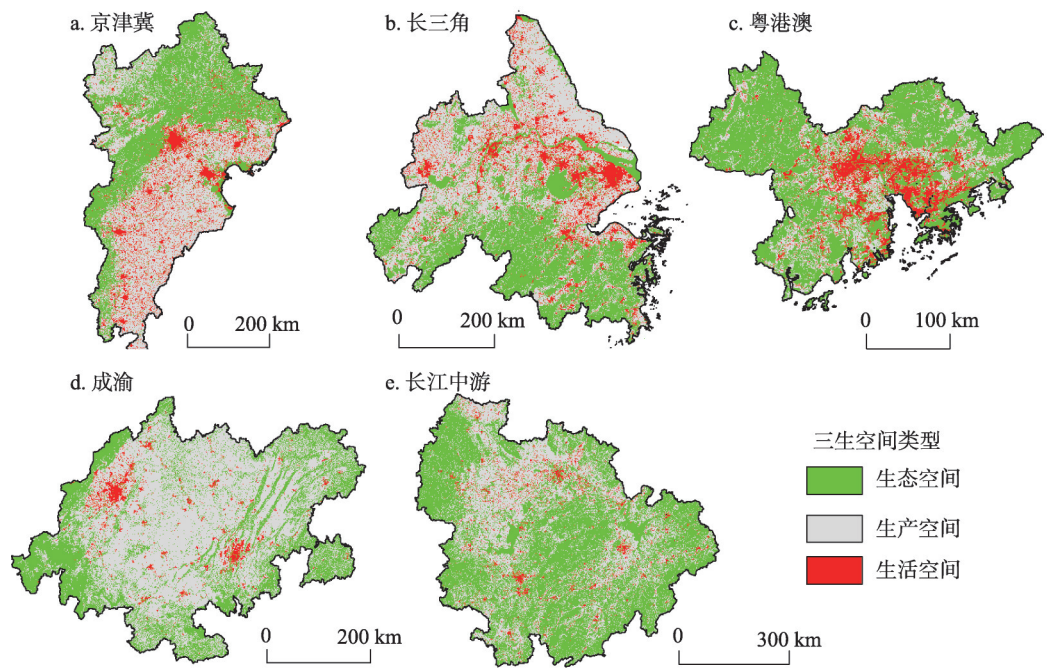 a. 京津冀
b. 长三角
c. 粤港澳
0 200 km
0 200 km
0 100 km
d. 成渝
e. 长江中游
三生空间类型
生态空间
生产空间
生活空间
0 200 km
0 300 km